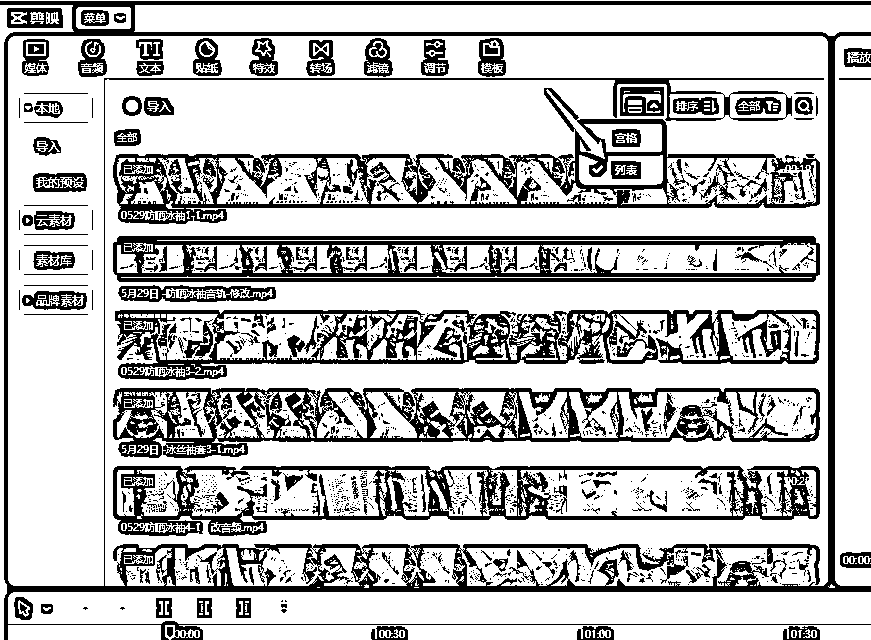 剪映 菜单
媒体 音频 文本 贴纸 特效 转场 滤镜 调节 模板
播放
本地
导入
我的预设
云素材
素材库
品牌素材
导入
排序 全部
全部
宫格
列表
已添加
0529防晒冰袖1-1.mp4
已添加
5月29日-防晒冰袖音轨-修改.mp4
已添加
0529防晒冰袖3-2.mp4
已添加
5月29日-冰丝袖套3-1.mp4
已添加
0529防晒冰袖4-1 改音频.mp4
已添加
00:00
00:00 00:30 01:00 01:30